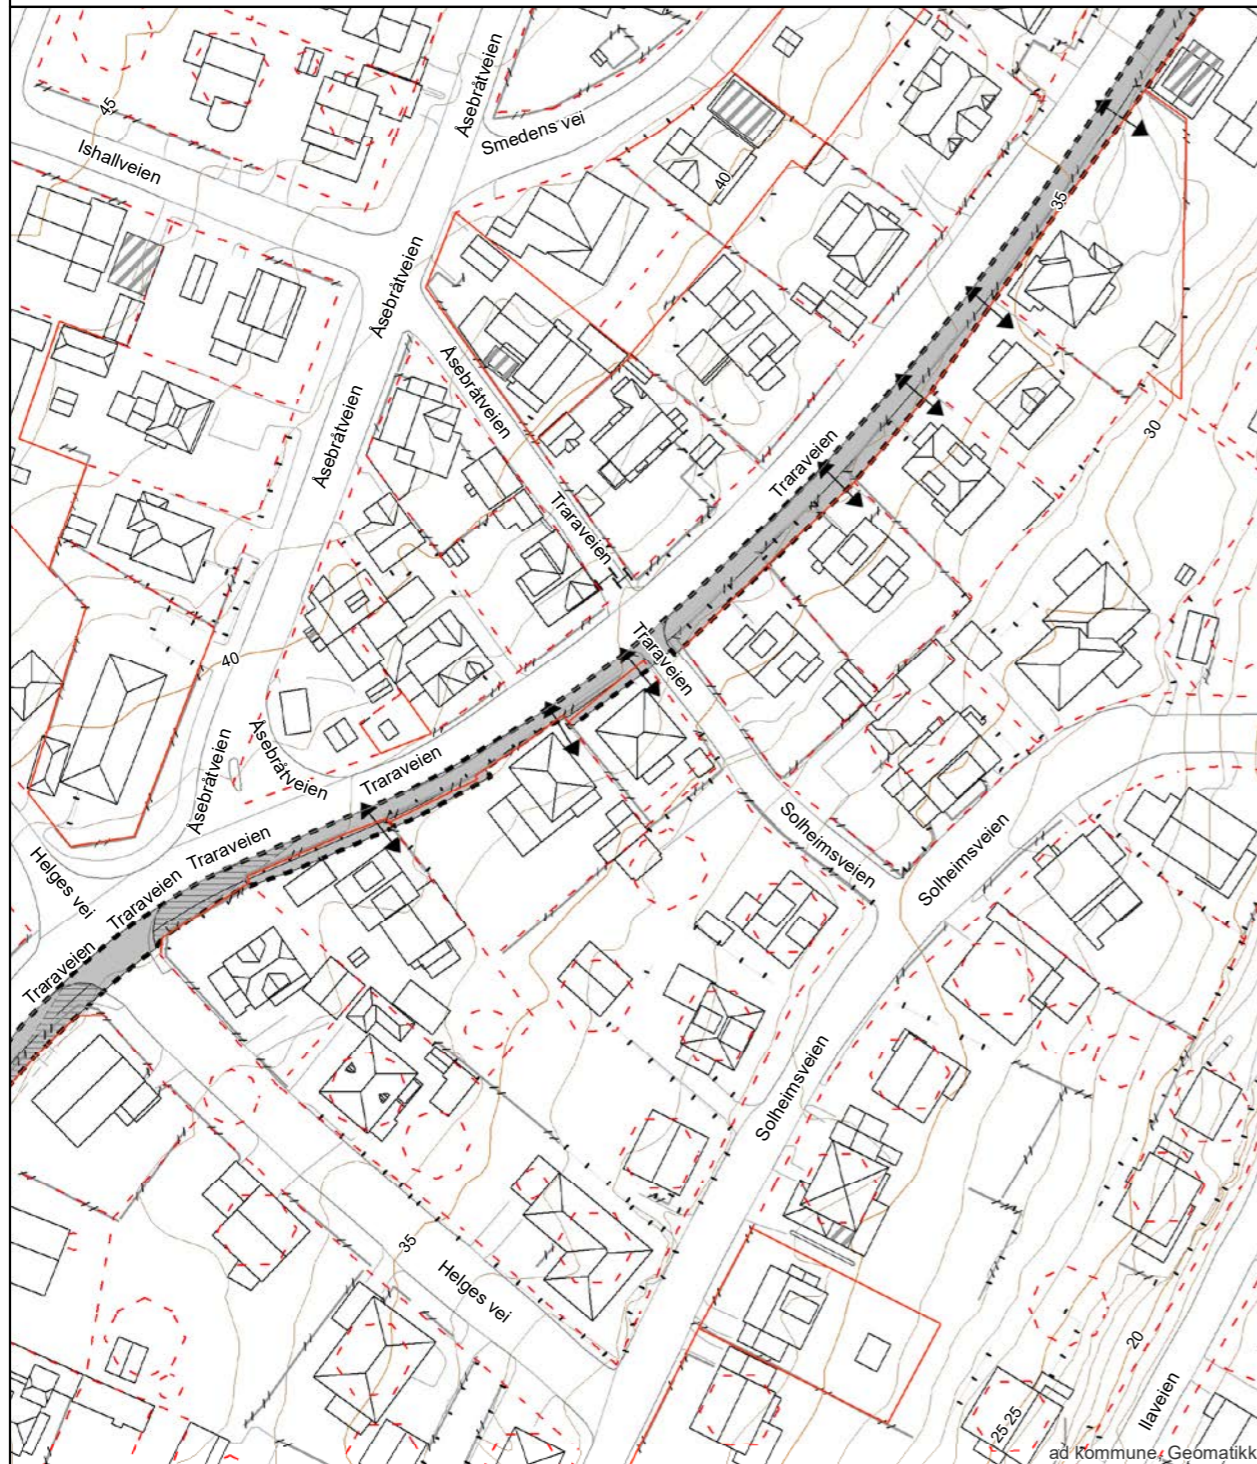 Åsebråtveien
45
Smedens vei
Ishallveien
40
35
Åsebråtveien
Åsebråtveien
Åsebråtveien
30
Traraveien
Traraveien
Traraveien
40
Åsebråtveien
Åsebråtveien
Traraveien
Solheimsveien
Solheimsveien
Traraveien
Helges vei
Traraveien
Traraveien
Solheimsveien
35
Helges vei
20
Ilaveien
25 25
ad kommune, Geomatikk